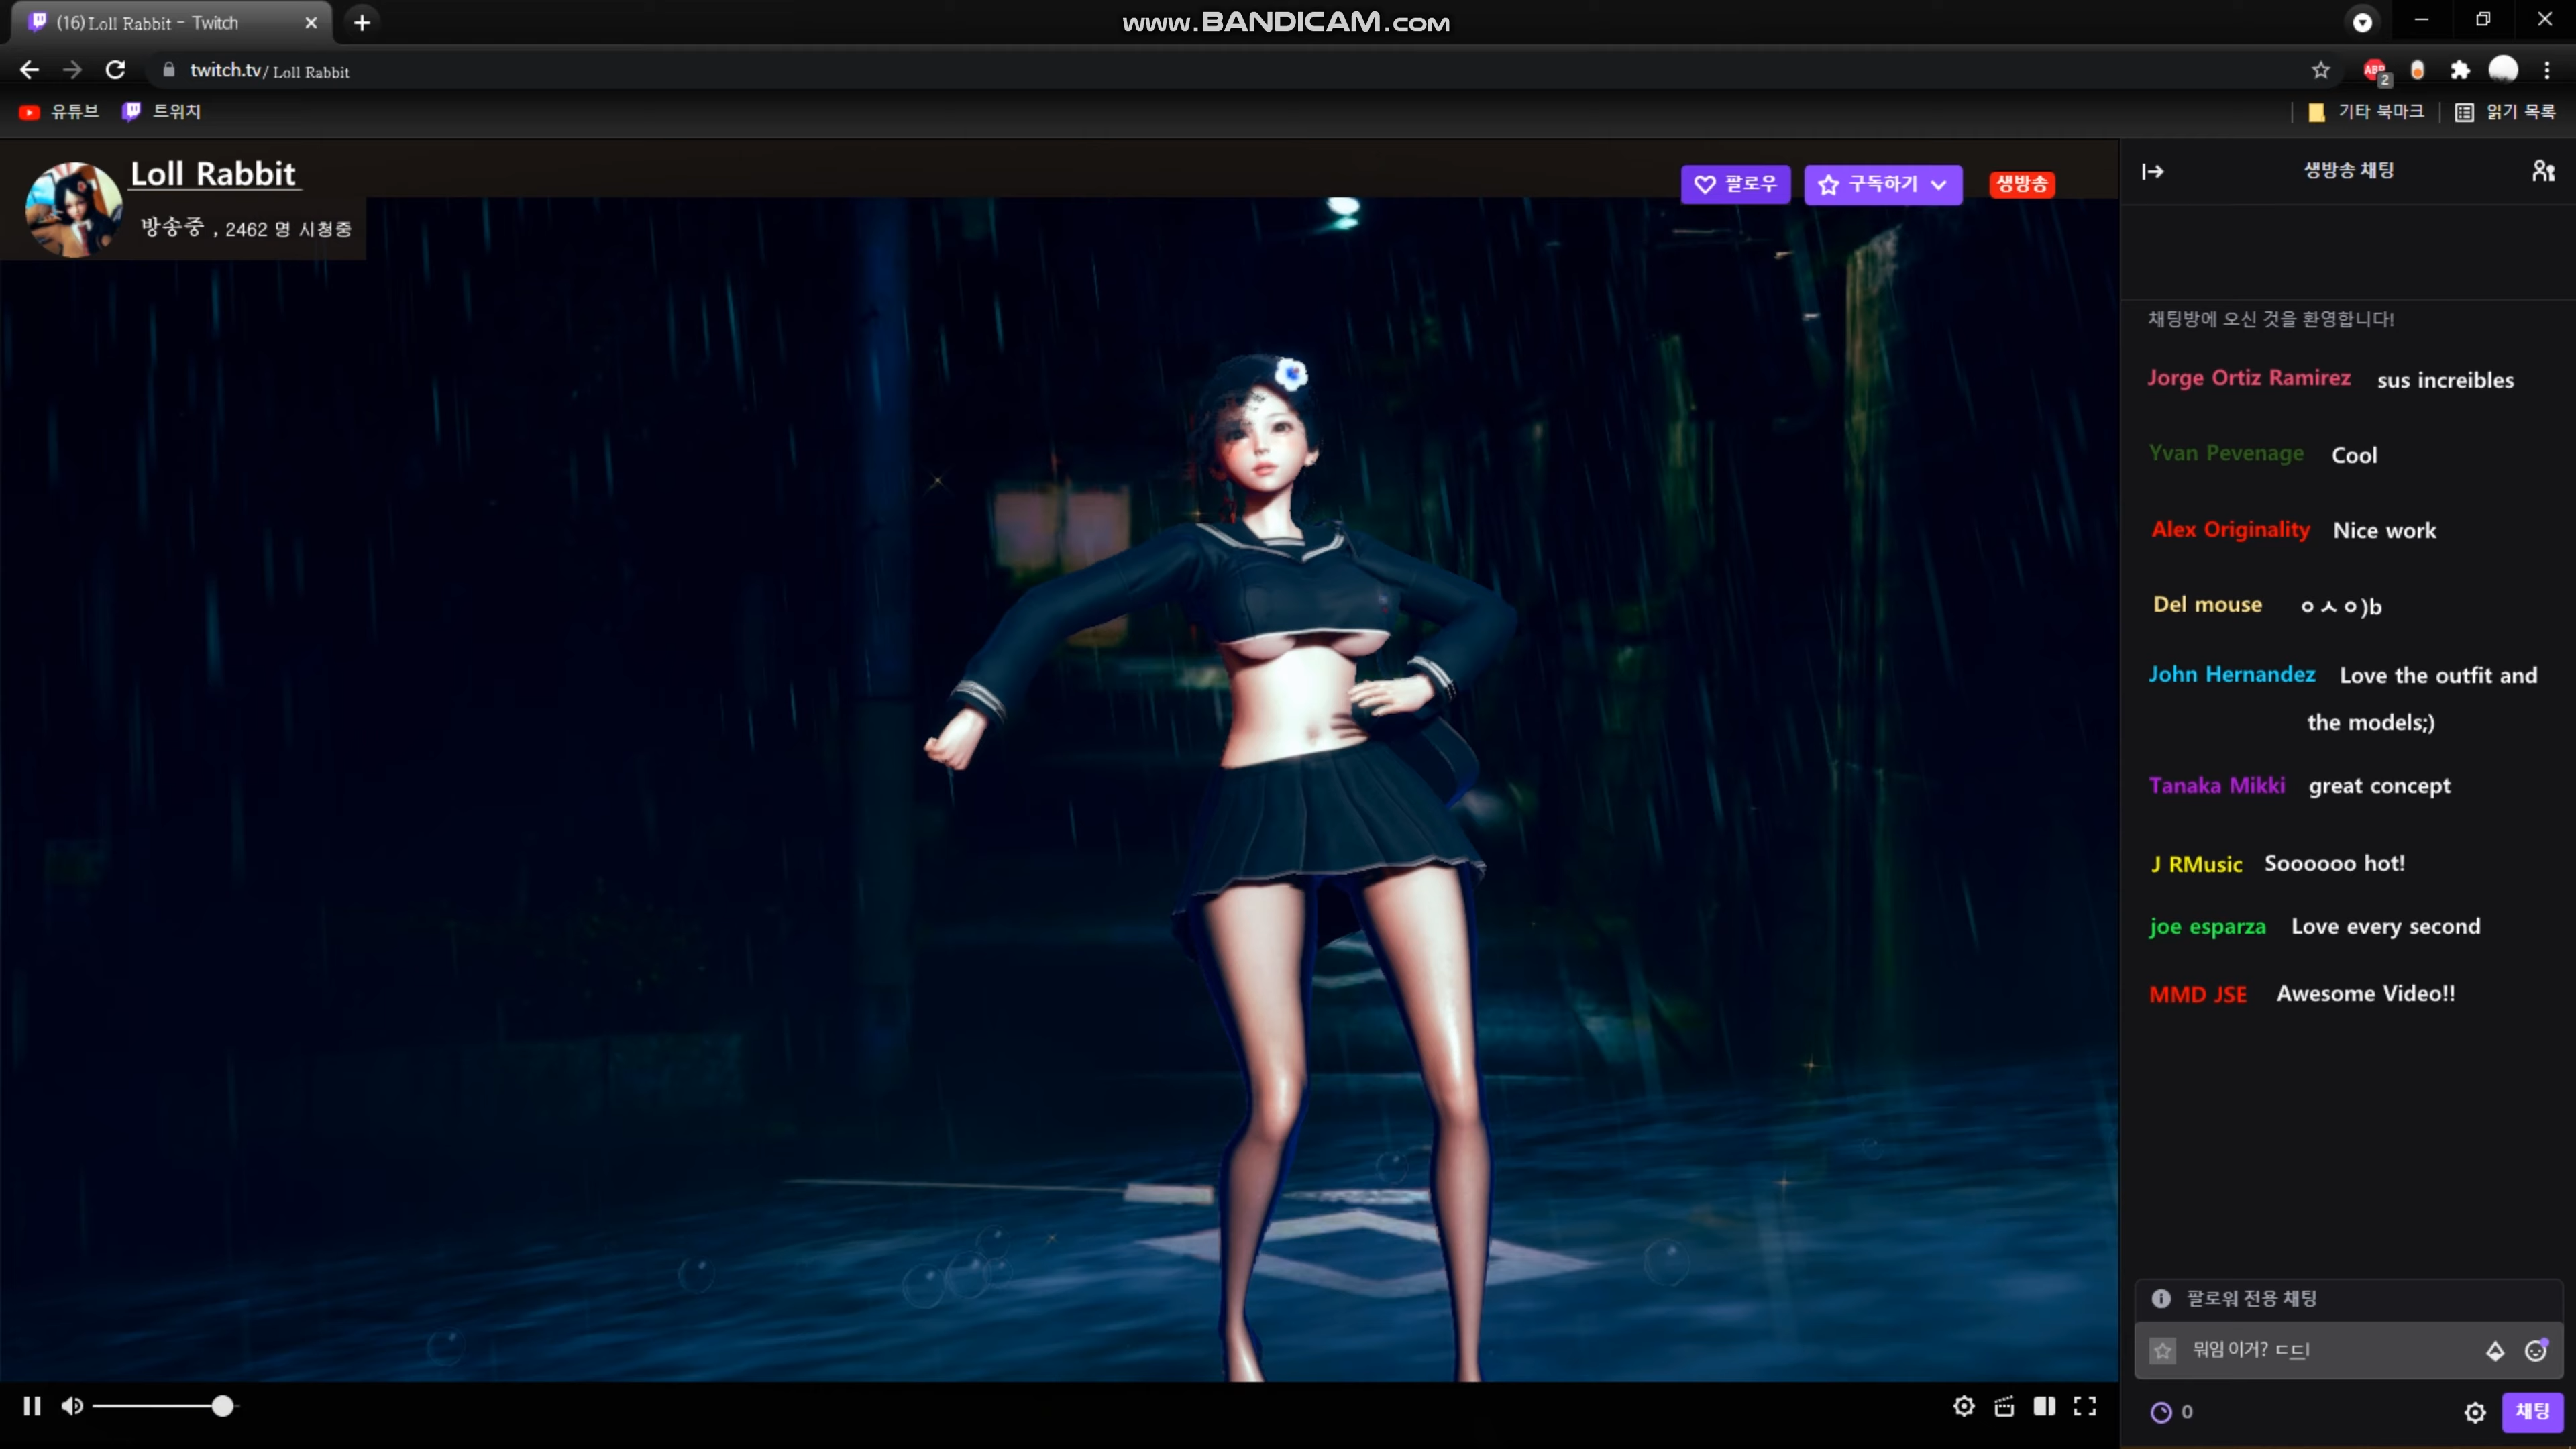 (16) Loll Rabbit - Twitch
www.BANDICAM.com
twitch.tv/ Loll Rabbit
ABP
2
유튜브
트위치
기타 북마크
읽기 목록
Loll Rabbit
방송중 , 2462 명 시청중
팔로우
구독하기
생방송
생방송 채팅
채팅방에 오신 것을 환영합니다!
Jorge Ortiz Ramirez sus increibles
Yvan Pevenage Cool
Alex Originality Nice work
Del mouse ㅇㅅㅇ)b
John Hernandez Love the outfit and
the models;)
Tanaka Mikki great concept
J RMusic Soooooo hot!
joe esparza Love every second
MMD JSE Awesome Video!!
팔로워 전용 채팅
뭐임 이거? ㄷㄷ
0
채팅